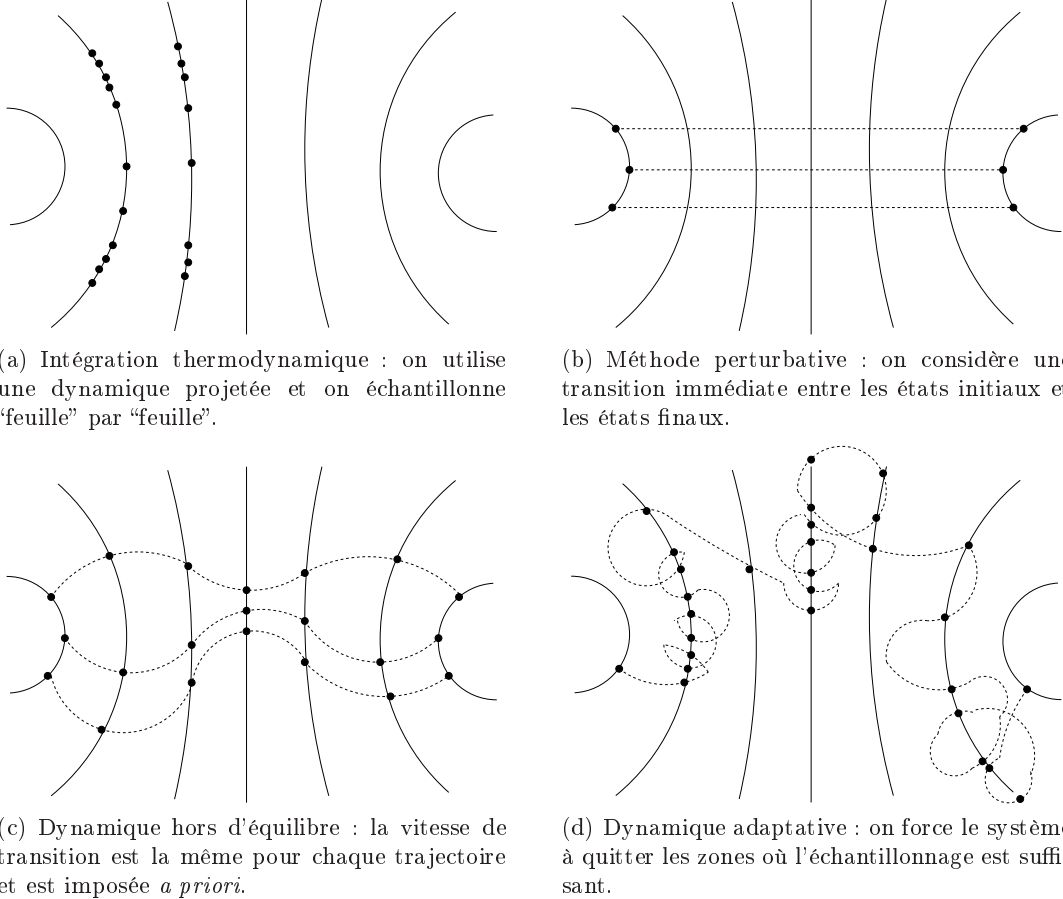 (a) Intégration thermodynamique : on utilise
une dynamique projetée et on échantillonne
“feuille” par “feuille”.
(b) Méthode perturbative : on considère une
transition immédiate entre les états initiaux et
les états finaux.
(c) Dynamique hors d’équilibre : la vitesse de
transition est la même pour chaque trajectoire
et est imposée a priori.
(d) Dynamique adaptative : on force le système
à quitter les zones où l’échantillonnage est suffi-
sant.